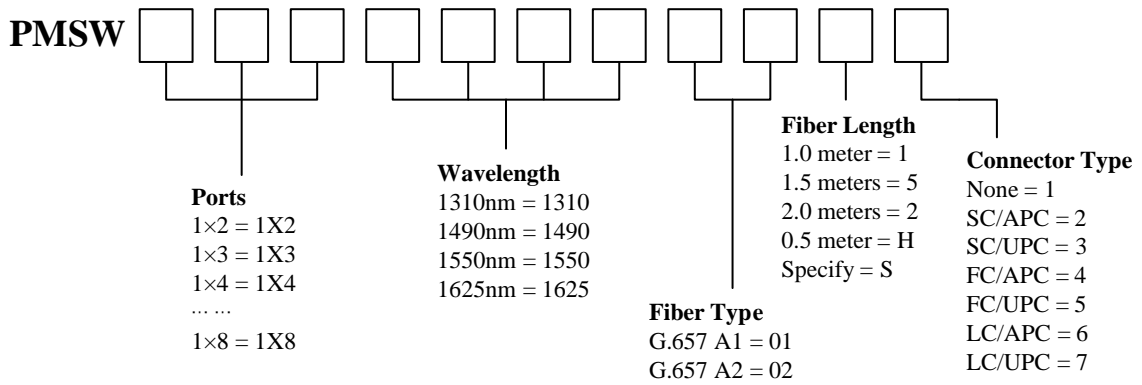 PMSW
Ports
1×2 = 1X2
1×3 = 1X3
1×4 = 1X4
... ...
1×8 = 1X8
Wavelength
1310nm = 1310
1490nm = 1490
1550nm = 1550
1625nm = 1625
Fiber Type
G.657 A1 = 01
G.657 A2 = 02
Fiber Length
1.0 meter = 1
1.5 meters = 5
2.0 meters = 2
0.5 meter = H
Specify = S
Connector Type
None = 1
SC/APC = 2
SC/UPC = 3
FC/APC = 4
FC/UPC = 5
LC/APC = 6
LC/UPC = 7